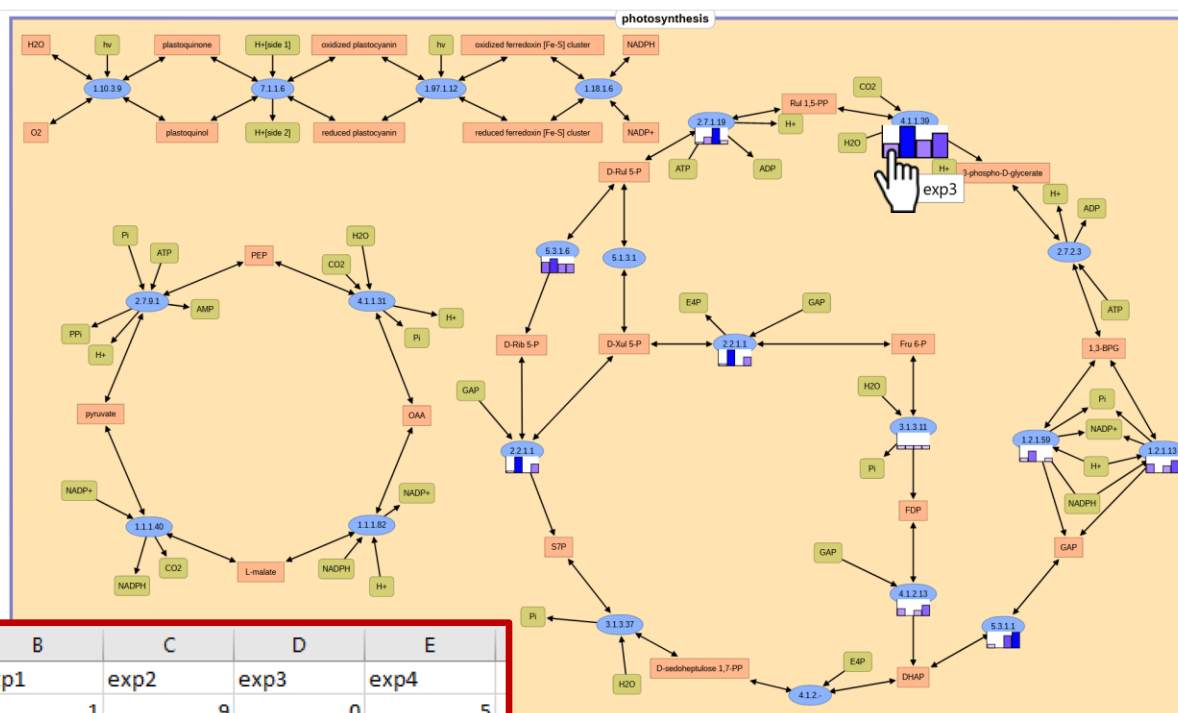 photosynthesis
H2O
hv
plastoquinone
H+[side 1]
oxidized plastocyanin
hv
oxidized ferredoxin [Fe-S] cluster
NADPH
1.10.3.9
7.1.1.6
1.97.1.12
1.18.1.6
O2
plastoquinol
H+[side 2]
reduced plastocyanin
reduced ferredoxin [Fe-S] cluster
NADP+
CO2
Rul 1,5-PP
2.7.1.19
H+
4.1.1.39
H2O
D-Rul 5-P
ATP
ADP
H+
3-phospho-D-glycerate
exp3
H+
ADP
2.7.2.3
ATP
1,3-BPG
Pi
ATP
PEP
H2O
CO2
2.7.9.1
AMP
4.1.1.31
H+
PPi
H+
Pi
pyruvate
OAA
NADP+
NADP+
1.1.1.40
1.1.1.82
CO2
NADPH
L-malate
NADPH
H+
5.3.1.6
5.1.3.1
E4P
GAP
D-Rib 5-P
D-Xul 5-P
2.2.1.1
Fru 6-P
GAP
H2O
2.2.1.1
3.1.3.11
Pi
Pi
NADP+
1.2.1.59
1.2.1.13
H+
NADPH
FDP
GAP
S7P
GAP
4.1.2.13
Pi
3.1.3.37
5.3.1.1
D-sedoheptulose 1,7-PP
E4P
H2O
4.1.2.-
DHAP
B C D E
p1 exp2 exp3 exp4
1 9 0 5